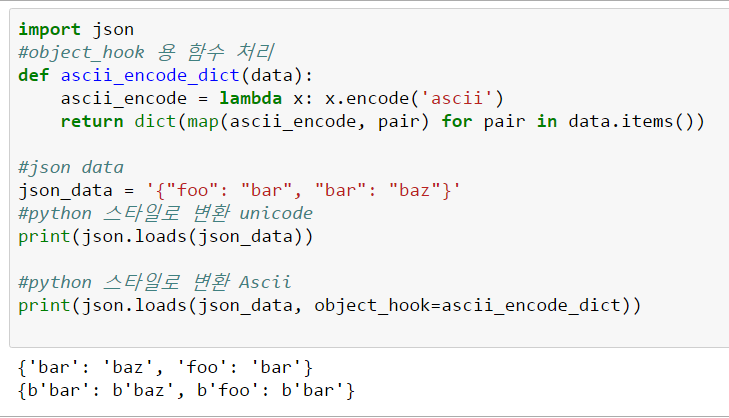 import json
#object_hook 용 함수 처리
def ascii_encode_dict(data):
    ascii_encode = lambda x: x.encode('ascii')
    return dict(map(ascii_encode, pair) for pair in data.items())

#json data
json_data = '{"foo": "bar", "bar": "baz"}'
#python 스타일로 변환 unicode
print(json.loads(json_data))

#python 스타일로 변환 Ascii
print(json.loads(json_data, object_hook=ascii_encode_dict))

{'bar': 'baz', 'foo': 'bar'}
{b'bar': b'baz', b'foo': b'bar'}